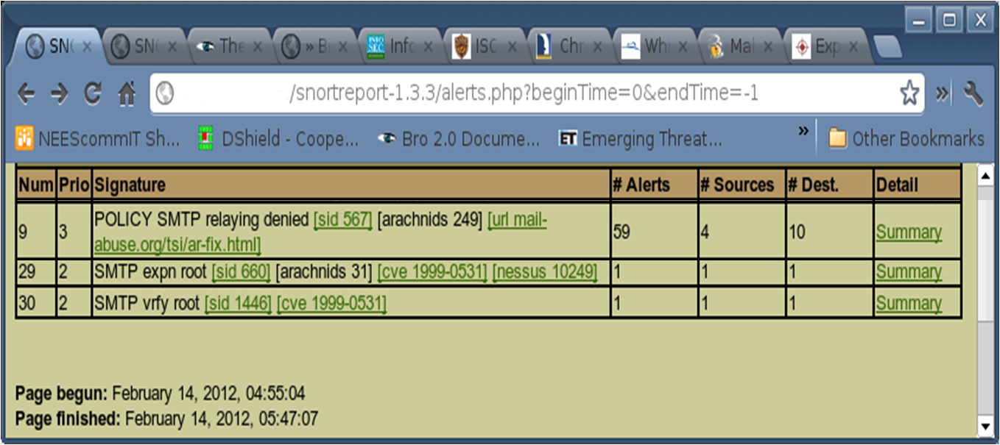 SN( SN( The » B Inf ISC Chr Whi Mal Exp
/snortreport-1.3.3/alerts.php?beginTime=0&endTime=-1 »
NEEScommIT Sh... DShield - Coope... Bro 2.0 Docume... ET Emerging Threat... » Other Bookmarks
Num Prio Signature # Alerts # Sources # Dest. Detail
9 3 POLICY SMTP relaying denied [sid 567] [arachnids 249] [url mail-
abuse.org/tsi/ar-fix.html] 59 4 10 Summary
29 2 SMTP expn root [sid 660] [arachnids 31] [cve 1999-0531] [nessus 10249] 1 1 1 Summary
30 2 SMTP vrfy root [sid 1446] [cve 1999-0531] 1 1 1 Summary
Page begun: February 14, 2012, 04:55:04
Page finished: February 14, 2012, 05:47:07